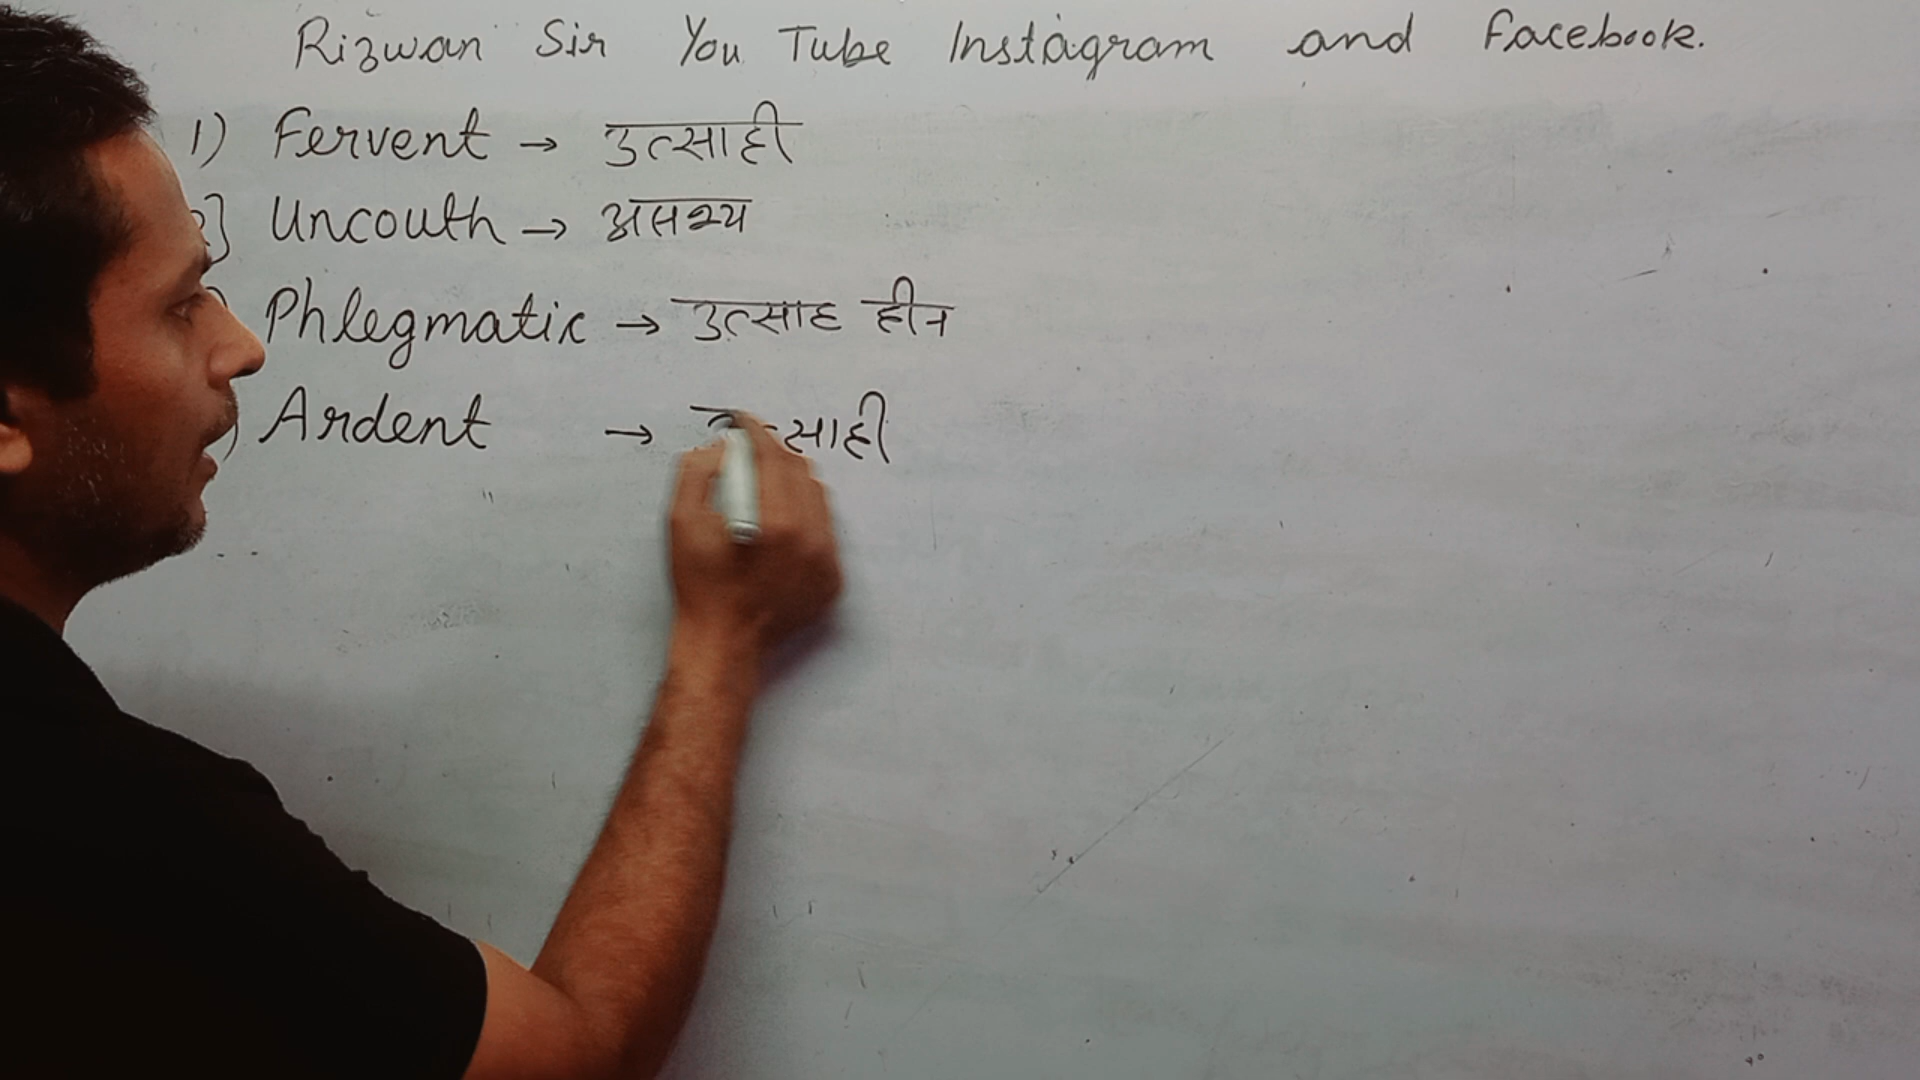 Rizwan Sir You Tube Instagram and Facebook.
1) Fervent → उत्साही
2] Uncouth → असभ्य
) Phlegmatic → उत्साह हीन
) Ardent → उत्साही